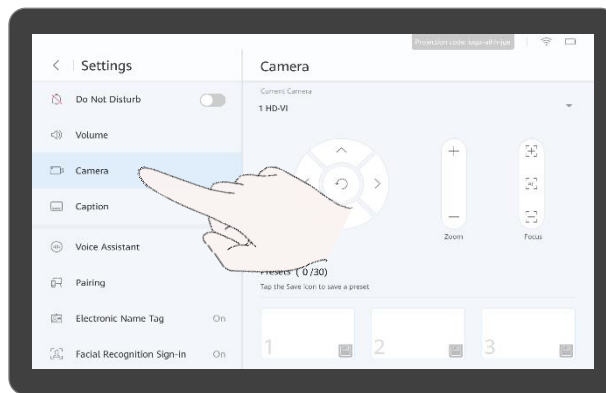 Projection code:
Settings
Camera
Do Not Disturb
Current Camera
1 HD-VI
Volume
Camera
Caption
Zoom
Focus
Voice Assistant
Presets ( 0 /30)
Tap the Save icon to save a preset
Pairing
Electronic Name Tag On
Facial Recognition Sign-in On
1 2 3